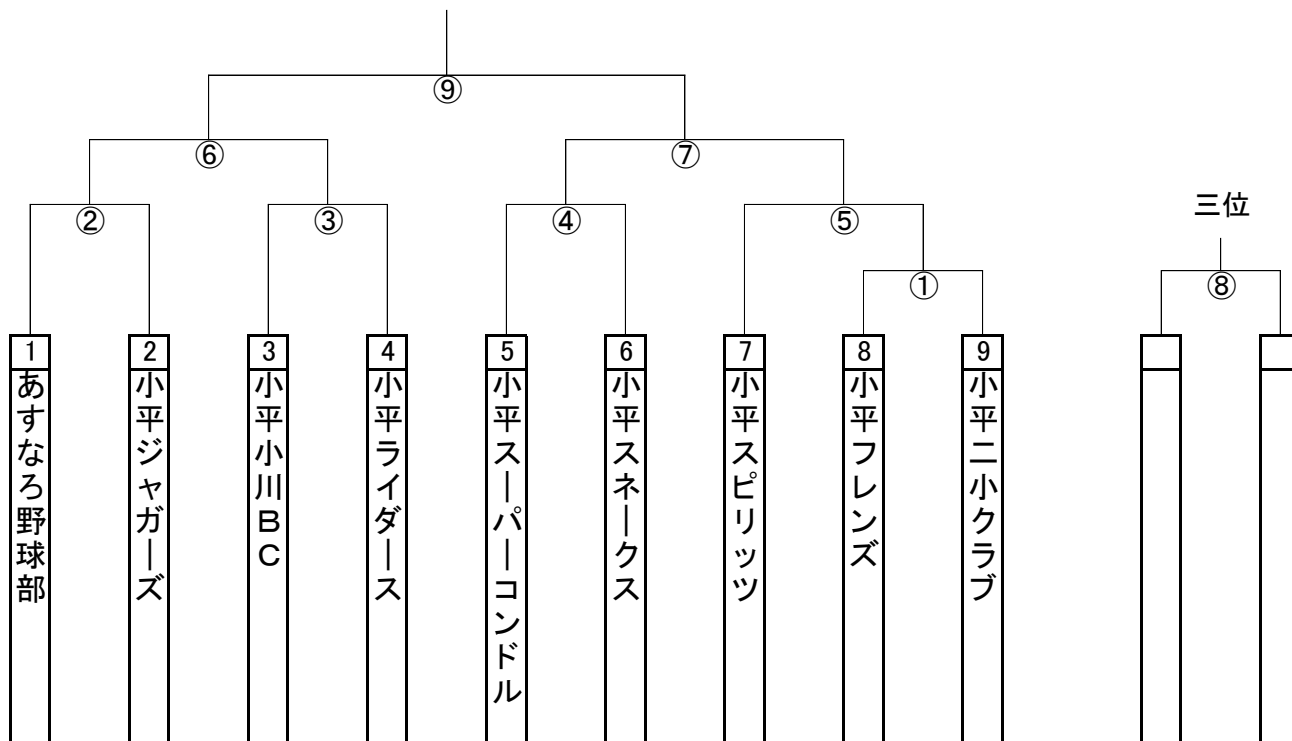 ⑨
⑥
⑦
②
③
④
⑤
三位
①
⑧
1
2
3
4
5
6
7
8
9
あすなろ野球部
小平ジャガーズ
小平小川BC
小平ライダース
小平スーパーコンドル
小平スネークス
小平スピリッツ
小平フレンズ
小平二小クラブ